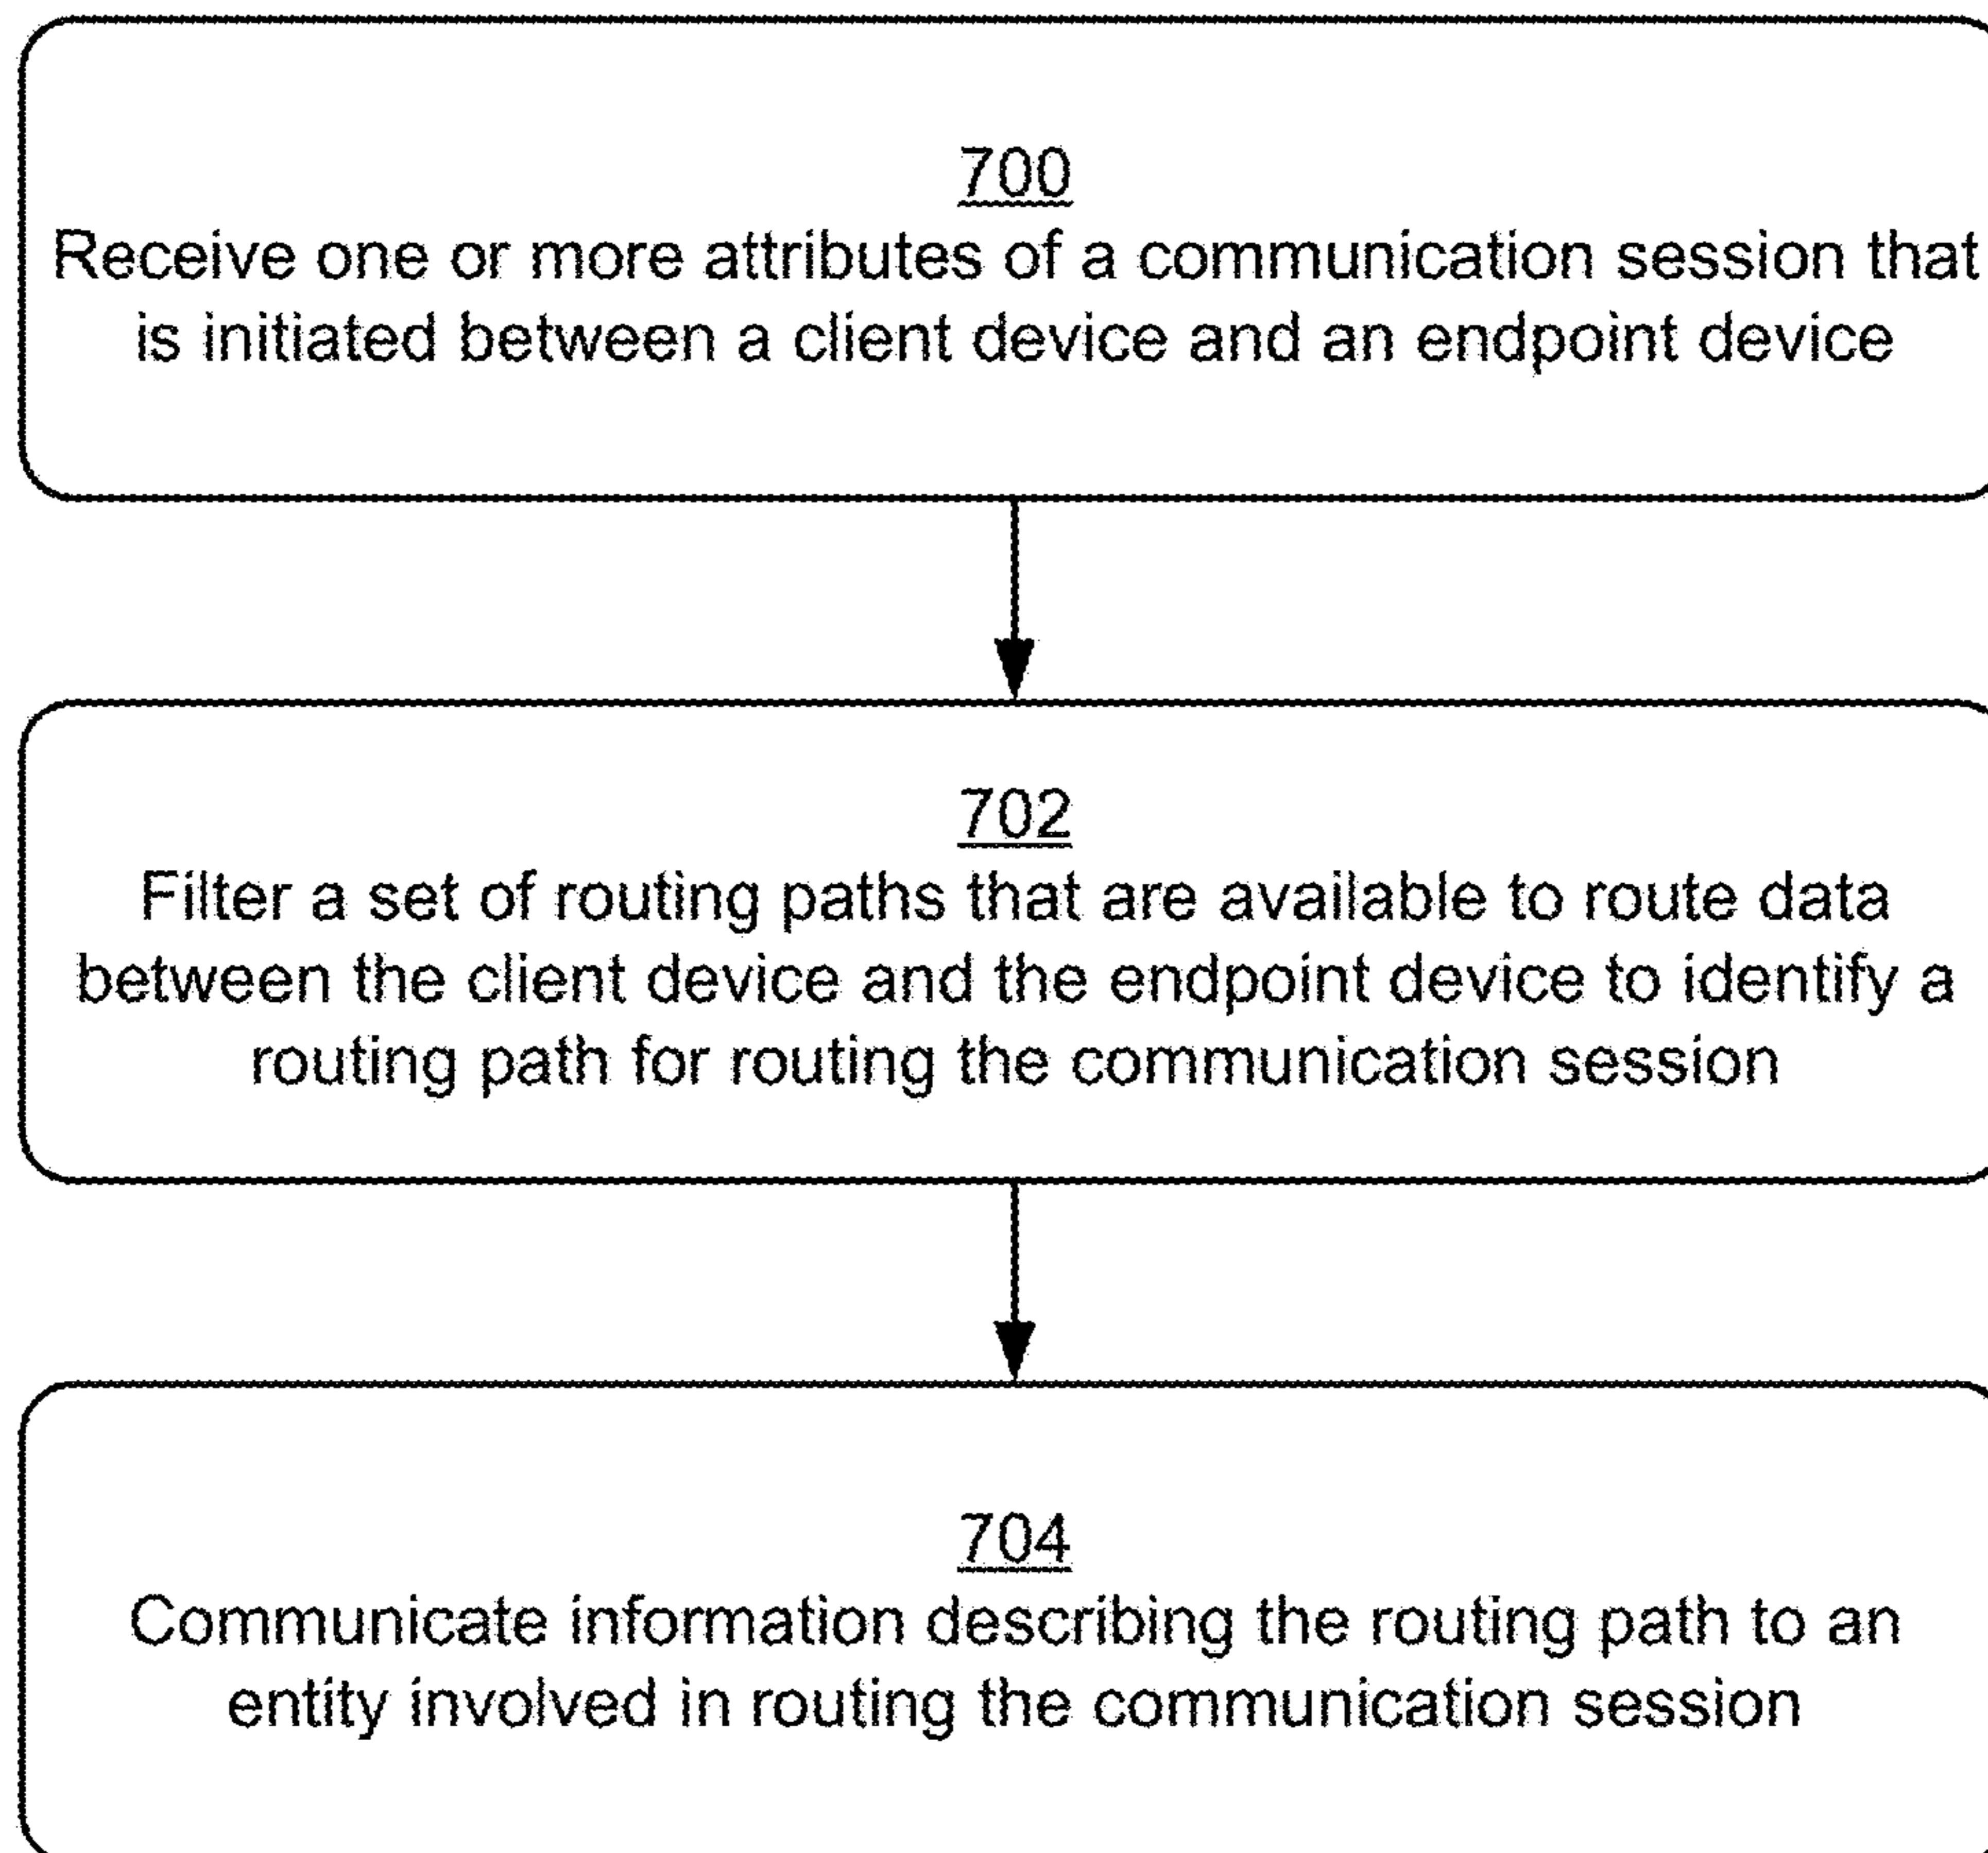 700
Receive one or more attributes of a communication session that
is initiated between a client device and an endpoint device
702
Filter a set of routing paths that are available to route data
between the client device and the endpoint device to identify a
routing path for routing the communication session
704
Communicate information describing the routing path to an
entity involved in routing the communication session